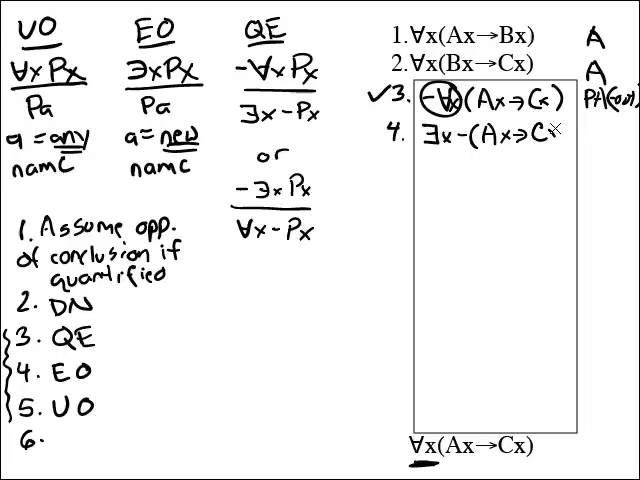 UO
∀x Px
Pa
a = any
name
EO
∃x Px
Pa
a = new
name
QE
-∀x Px
∃x - Px
or
- ∃x Px
∀x - Px
1. Assume opp.
of conclusion if
quantified
2. DN
3. QE
4. EO
5. UO
6.
1.∀x(Ax→Bx) A
2.∀x(Bx→Cx) A
✓3. -∀x(Ax→Cx)
4. ∃x-(Ax→Cx
∀x(Ax→Cx)